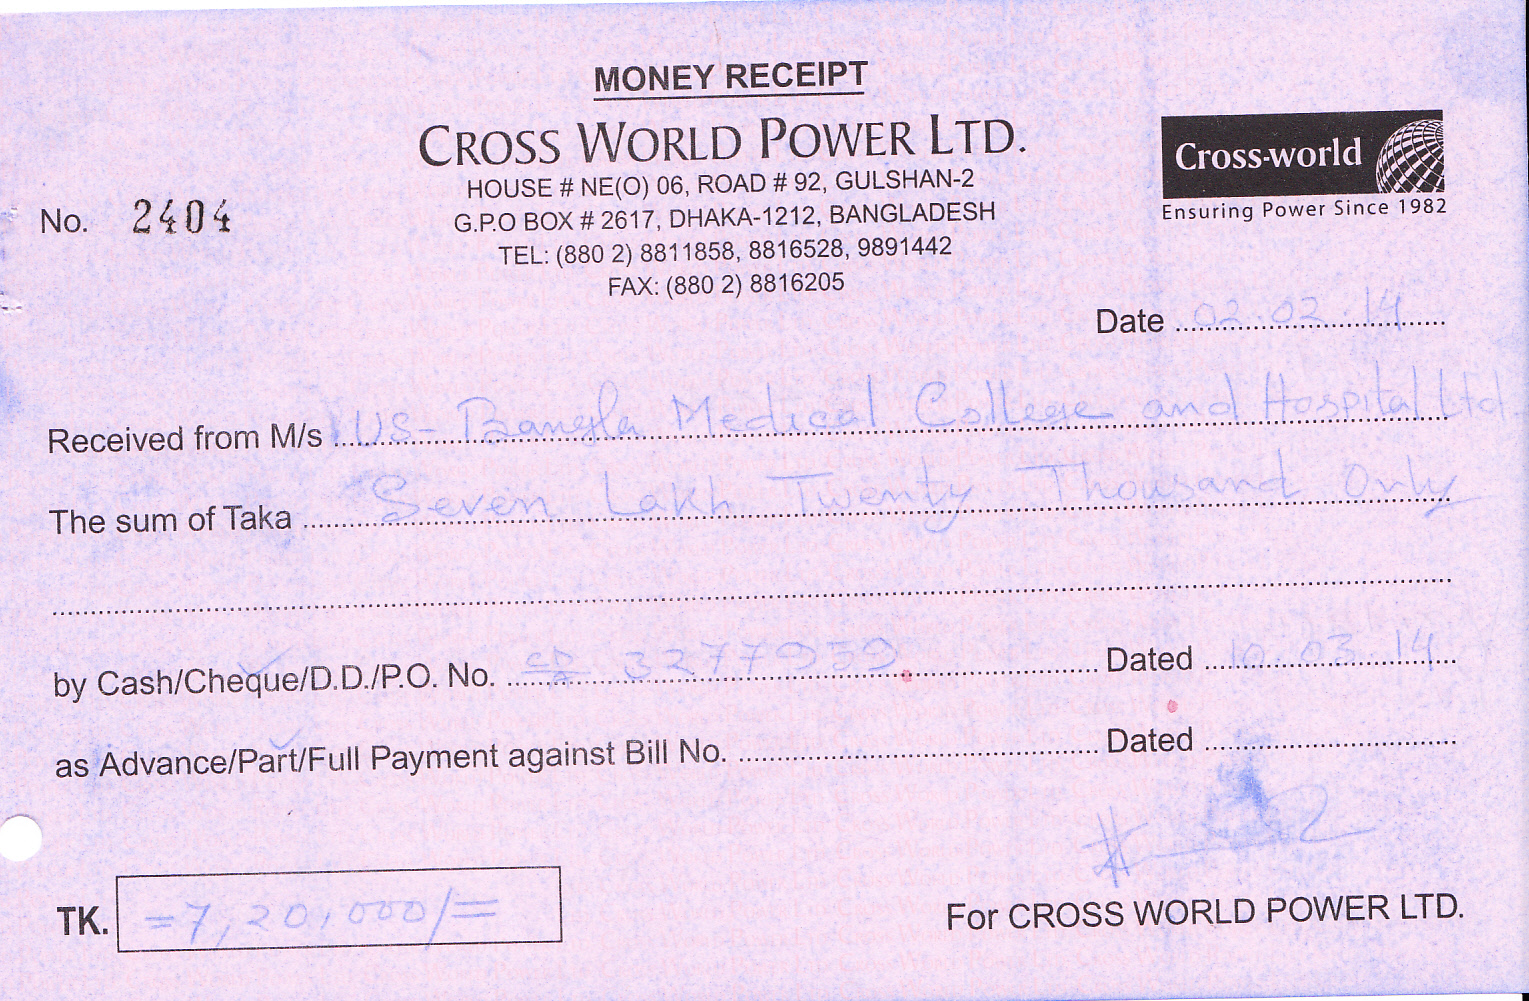 MONEY RECEIPT
CROSS WORLD POWER LTD.
HOUSE # NE(O) 06, ROAD # 92, GULSHAN-2
G.P.O BOX # 2617, DHAKA-1212, BANGLADESH
TEL: (880 2) 8811858, 8816528, 9891442
FAX: (880 2) 8816205
Cross-world
Ensuring Power Since 1982
No. 2404
Date 02.02.14
Received from M/s US-Bangla Medical College and Hospital Ltd.
The sum of Taka Seven Lakh Twenty Thousand Only
by Cash/Cheque/D.D./P.O. No. 3277959 Dated 10.03.14
as Advance/Part/Full Payment against Bill No. Dated
TK. =7,20,000/=
For CROSS WORLD POWER LTD.